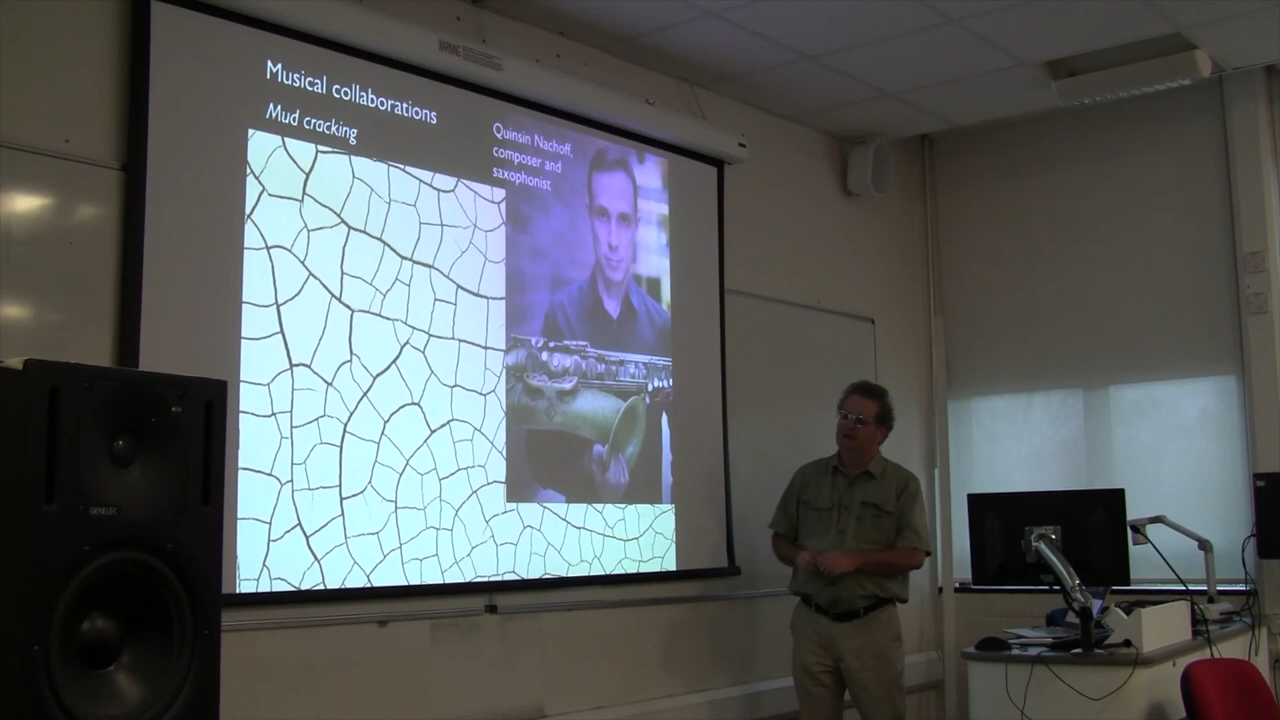 WARNING
Musical collaborations
Mud cracking
Quinsin Nachoff,
composer and
saxophonist
GENELEC